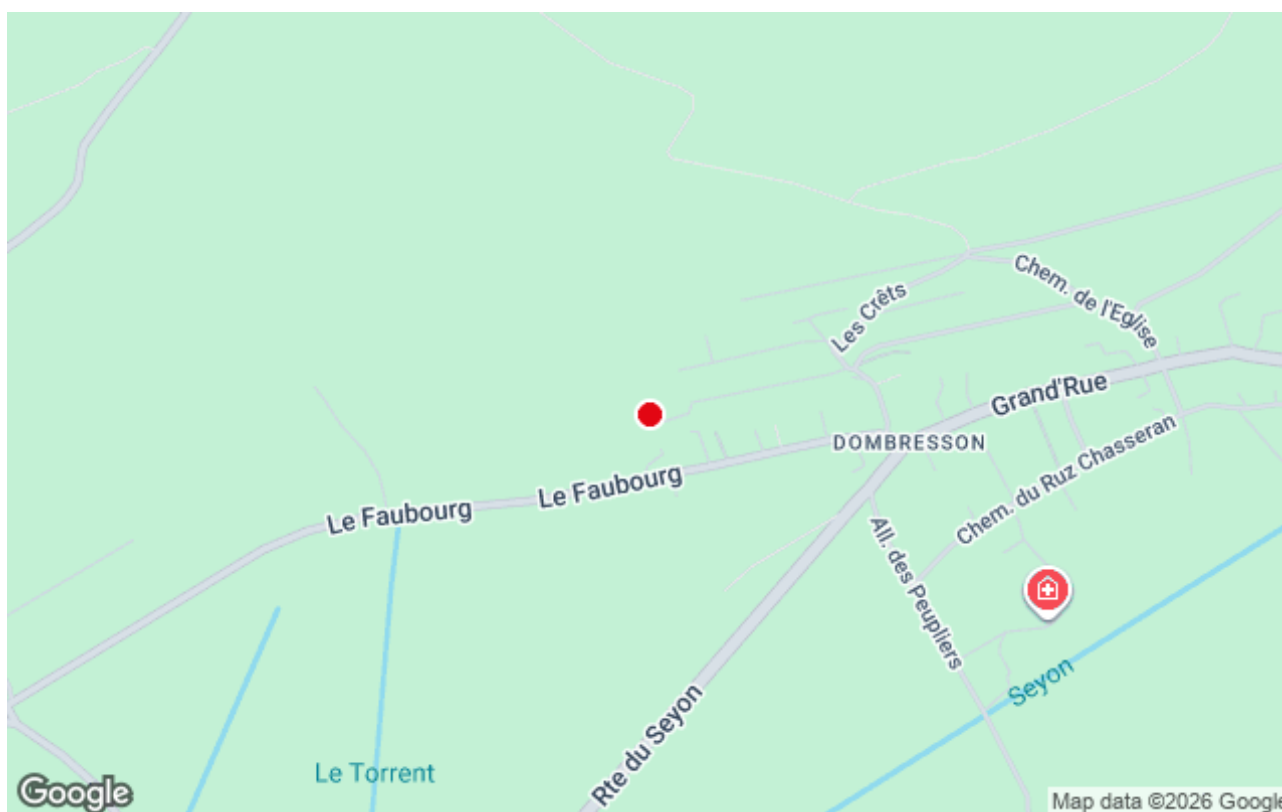 Chem. de l'Eglise
Les Crêts
Grand'Rue
DOMBRESSON
Chem. du Ruz Chasseran
Le Faubourg
Le Faubourg
All. des Peupliers
Seyon
Rte du Seyon
Le Torrent
Google
Map data ©2026 Google